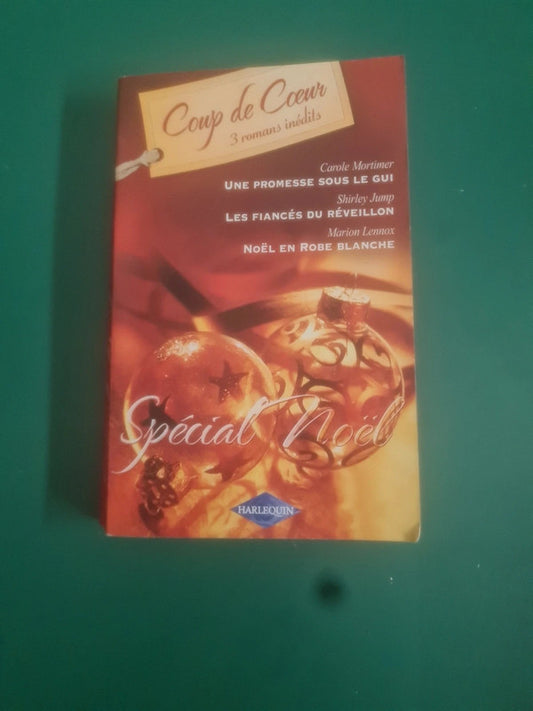 Coup de Cœur
3 romans inédits
Carole Mortimer
UNE PROMESSE SOUS LE GUI
Shirley Jump
LES FIANCÉS DU RÉVEILLON
Marion Lennox
NOËL EN ROBE BLANCHE
Spécial Noël
HARLEQUIN